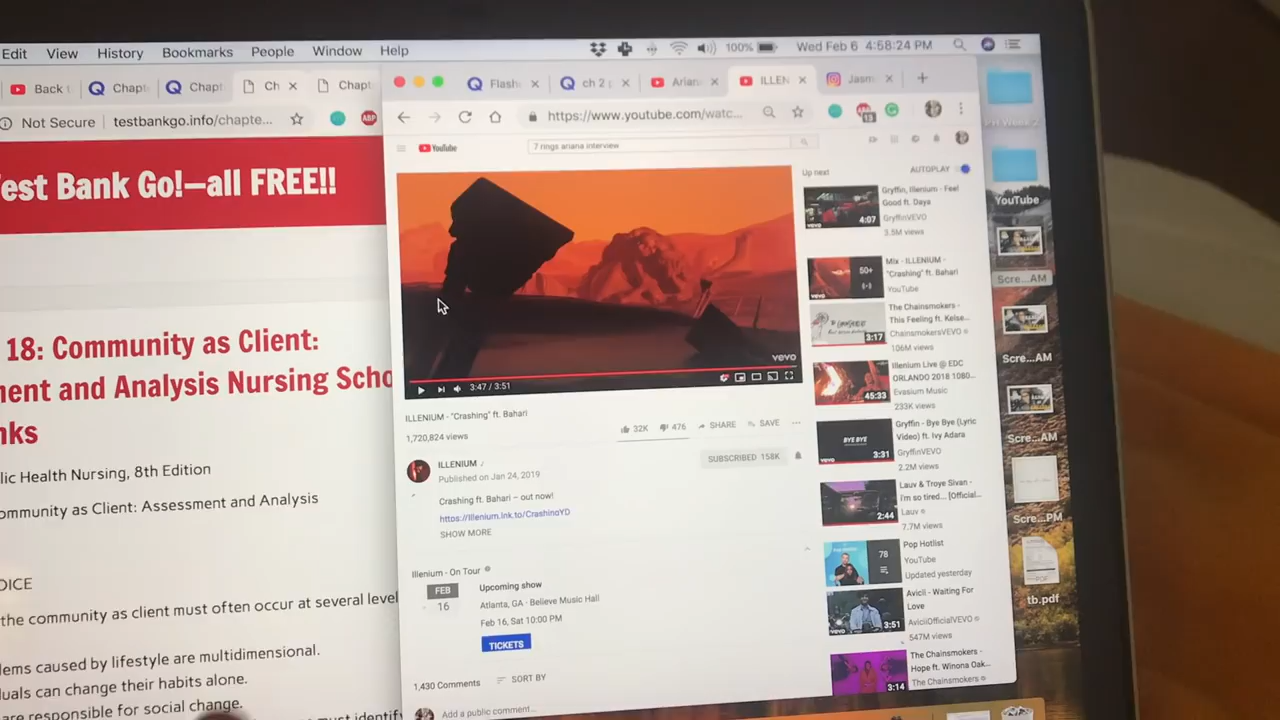 Edit View History Bookmarks People Window Help 100% Wed Feb 6 4:58:24 PM
Back Chapt Chapt Ch Chapt
Not Secure testbankgo.info/chapte...
est Bank Go!—all FREE!!
18: Community as Client:
ment and Analysis Nursing Scho
nks
lic Health Nursing, 8th Edition
ommunity as Client: Assessment and Analysis
OICE
the community as client must often occur at several level
lems caused by lifestyle are multidimensional.
duals can change their habits alone.
are responsible for social change.
must identify
Flash ch 2 Arian ILLEN Jasm
https://www.youtube.com/watc...
ABP
13
YouTube
7 rings ariana interview
vevo
3:47 / 3:51
ILLENIUM - "Crashing" ft. Bahari
1,720,824 views
32K 476 SHARE SAVE
ILLENIUM
Published on Jan 24, 2019
SUBSCRIBED 158K
Crashing ft. Bahari – out now!
https://Illenium.lnk.to/CrashingYD
SHOW MORE
Illenium - On Tour
FEB
16
Upcoming show
Atlanta, GA · Believe Music Hall
Feb 16, Sat 10:00 PM
TICKETS
1,430 Comments SORT BY
Add a public comment...
Up next AUTOPLAY
4:07
Gryffin, Illenium - Feel
Good ft. Daya
GryffinVEVO
3.5M views
50+
Mix - ILLENIUM -
"Crashing" ft. Bahari
YouTube
3:17
The Chainsmokers -
This Feeling ft. Kelse...
ChainsmokersVEVO
106M views
45:33
Illenium Live @ EDC
ORLANDO 2018 1080...
Evasium Music
233K views
BYE BYE
3:31
Gryffin - Bye Bye (Lyric
Video) ft. Ivy Adara
GryffinVEVO
2.2M views
2:44
Lauv & Troye Sivan -
i'm so tired... [Official...
Lauv
7.7M views
78
Pop Hotlist
YouTube
Updated yesterday
3:51
Avicii - Waiting For
Love
AviciiOfficialVEVO
547M views
3:14
The Chainsmokers -
Hope ft. Winona Oak...
The Chainsmokers
YouTube
Scre...AM
Scre...AM
Scre...AM
Scre...PM
PDF
tb.pdf